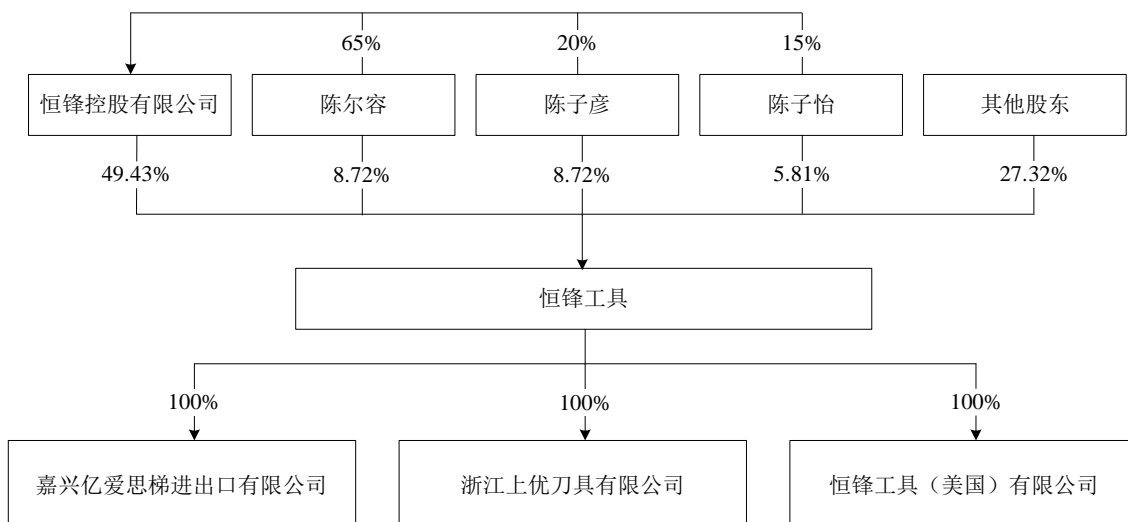 65%
20%
15%
恒锋控股有限公司
陈尔容
陈子彦
陈子怡
其他股东
49.43%
8.72%
8.72%
5.81%
27.32%
恒锋工具
100%
100%
100%
嘉兴亿爱思梯进出口有限公司
浙江上优刀具有限公司
恒锋工具（美国）有限公司